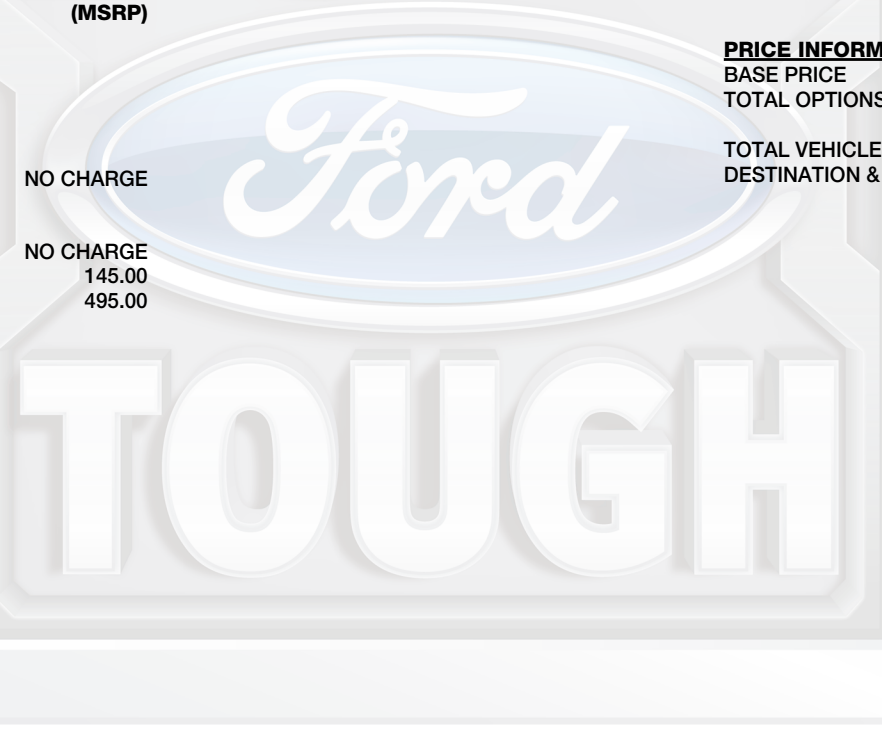 (MSRP)
NO CHARGE
NO CHARGE
145.00
495.00
PRICE INFORM
BASE PRICE
TOTAL OPTIONS
TOTAL VEHICLE
DESTINATION &
Ford
TOUGH